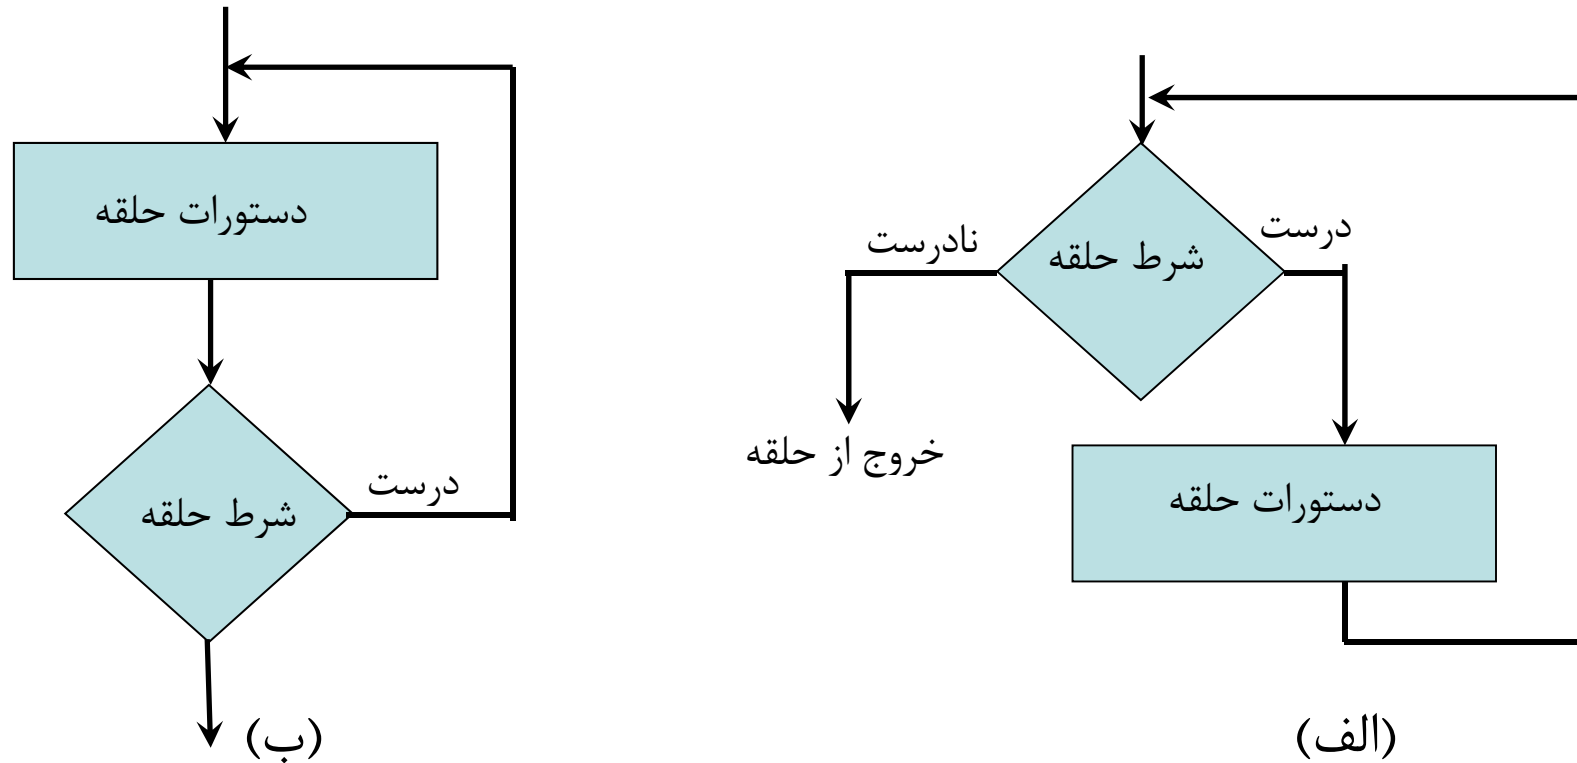 درست
نادرست
شرط حلقه
خروج از حلقه
دستورات حلقه
(الف)
دستورات حلقه
درست
شرط حلقه
(ب)